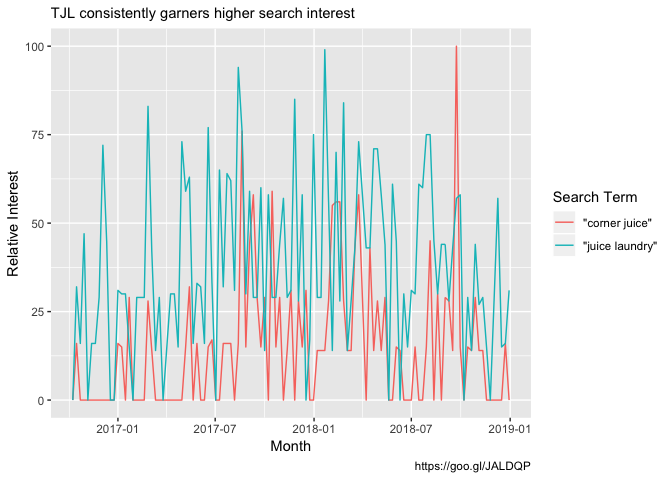 TJL consistently garners higher search interest
100
75
50
25
0
Relative Interest
2017-01 2017-07 2018-01 2018-07 2019-01
Month
Search Term
"corner juice"
"juice laundry"
https://goo.gl/JALDQP